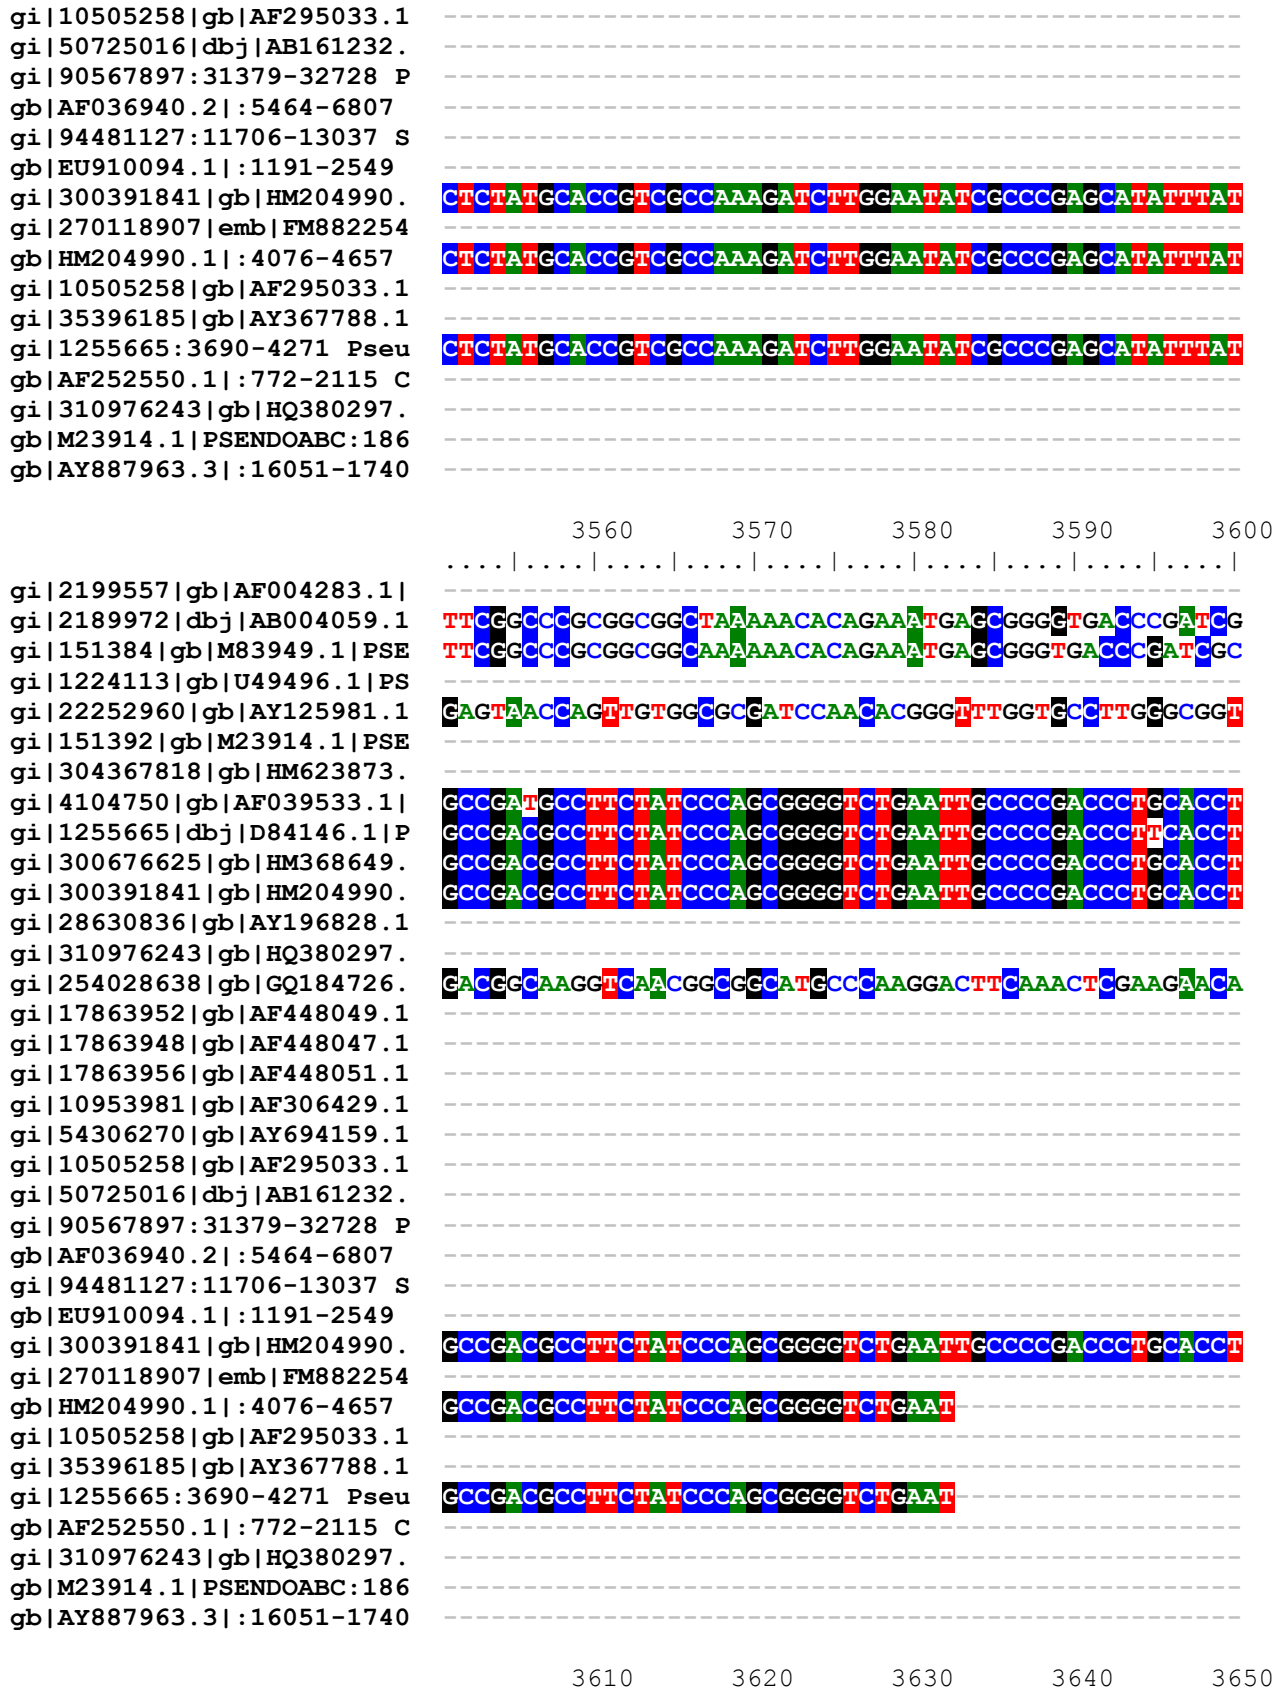 gi|10505258|gb|AF295033.1 --------------------------------------------------
gi|50725016|dbj|AB161232. --------------------------------------------------
gi|90567897:31379-32728 P --------------------------------------------------
gb|AF036940.2|:5464-6807 --------------------------------------------------
gi|94481127:11706-13037 S --------------------------------------------------
gb|EU910094.1|:1191-2549 --------------------------------------------------
gi|300391841|gb|HM204990. CTCTATGCACCGTCGCCAAAGATCTTGGAATATCGCCCGAGCATATTTAT
gi|270118907|emb|FM882254 --------------------------------------------------
gb|HM204990.1|:4076-4657 CTCTATGCACCGTCGCCAAAGATCTTGGAATATCGCCCGAGCATATTTAT
gi|10505258|gb|AF295033.1 --------------------------------------------------
gi|35396185|gb|AY367788.1 --------------------------------------------------
gi|1255665:3690-4271 Pseu CTCTATGCACCGTCGCCAAAGATCTTGGAATATCGCCCGAGCATATTTAT
gb|AF252550.1|:772-2115 C --------------------------------------------------
gi|310976243|gb|HQ380297. --------------------------------------------------
gb|M23914.1|PSENDOABC:186 --------------------------------------------------
gb|AY887963.3|:16051-1740 --------------------------------------------------
3560 3570 3580 3590 3600
....|....|....|....|....|....|....|....|....|....|
gi|2199557|gb|AF004283.1| --------------------------------------------------
gi|2189972|dbj|AB004059.1 TTCGGCCCGCGGCGGCTAAAAACACAGAAATGAGCGGGGTGACCCGATCG
gi|151384|gb|M83949.1|PSE TTCGGCCCGCGGCGGCAAAAAACACAGAAATGAGCGGGTGACCCGATCGC
gi|1224113|gb|U49496.1|PS --------------------------------------------------
gi|22252960|gb|AY125981.1 GAGTAACCAGTTGTGGCGCGATCCAACACGGGTTTGGTGCCTTGGGCGGT
gi|151392|gb|M23914.1|PSE --------------------------------------------------
gi|304367818|gb|HM623873. --------------------------------------------------
gi|4104750|gb|AF039533.1| GCCGATGCCTTCTATCCCAGCGGGGTCTGAATTGCCCCGACCCTGCACCT
gi|1255665|dbj|D84146.1|P GCCGACGCCTTCTATCCCAGCGGGGTCTGAATTGCCCCGACCCTTCACCT
gi|300676625|gb|HM368649. GCCGACGCCTTCTATCCCAGCGGGGTCTGAATTGCCCCGACCCTGCACCT
gi|300391841|gb|HM204990. GCCGACGCCTTCTATCCCAGCGGGGTCTGAATTGCCCCGACCCTGCACCT
gi|28630836|gb|AY196828.1 --------------------------------------------------
gi|310976243|gb|HQ380297. --------------------------------------------------
gi|254028638|gb|GQ184726. GACGGCAAGGTCAACGGCGGCATGCCCAAGGACTTCAAACTCGAAGAACA
gi|17863952|gb|AF448049.1 --------------------------------------------------
gi|17863948|gb|AF448047.1 --------------------------------------------------
gi|17863956|gb|AF448051.1 --------------------------------------------------
gi|10953981|gb|AF306429.1 --------------------------------------------------
gi|54306270|gb|AY694159.1 --------------------------------------------------
gi|10505258|gb|AF295033.1 --------------------------------------------------
gi|50725016|dbj|AB161232. --------------------------------------------------
gi|90567897:31379-32728 P --------------------------------------------------
gb|AF036940.2|:5464-6807 --------------------------------------------------
gi|94481127:11706-13037 S --------------------------------------------------
gb|EU910094.1|:1191-2549 --------------------------------------------------
gi|300391841|gb|HM204990. GCCGACGCCTTCTATCCCAGCGGGGTCTGAATTGCCCCGACCCTGCACCT
gi|270118907|emb|FM882254 --------------------------------------------------
gb|HM204990.1|:4076-4657 GCCGACGCCTTCTATCCCAGCGGGGTCTGAAT------------------
gi|10505258|gb|AF295033.1 --------------------------------------------------
gi|35396185|gb|AY367788.1 --------------------------------------------------
gi|1255665:3690-4271 Pseu GCCGACGCCTTCTATCCCAGCGGGGTCTGAAT------------------
gb|AF252550.1|:772-2115 C --------------------------------------------------
gi|310976243|gb|HQ380297. --------------------------------------------------
gb|M23914.1|PSENDOABC:186 --------------------------------------------------
gb|AY887963.3|:16051-1740 --------------------------------------------------
3610 3620 3630 3640 3650